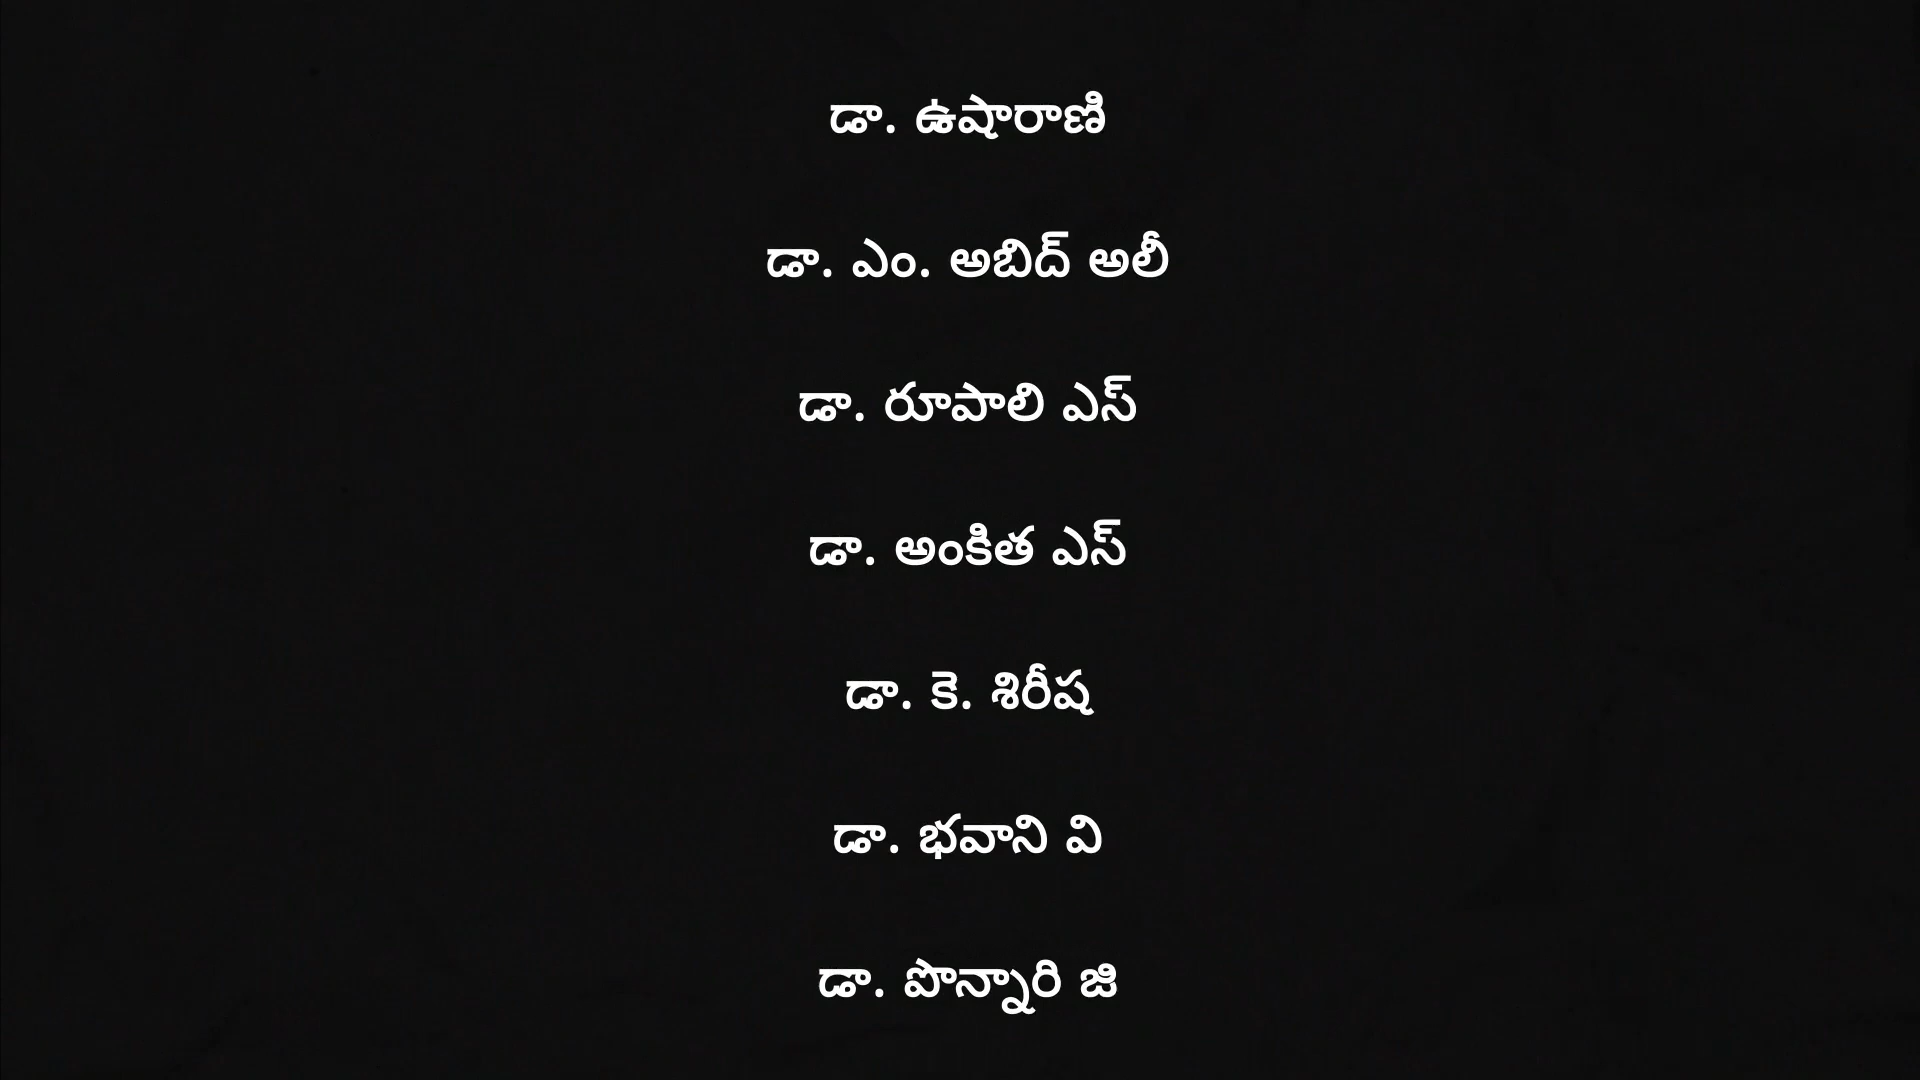 డా. ఉషారాణి
డా. ఎం. అబిద్ అలీ
డా. రూపాలి ఎస్
డా. అంకిత ఎస్
డా. కె. శిరీష
డా. భవాని వి
డా. పొన్నారి జి